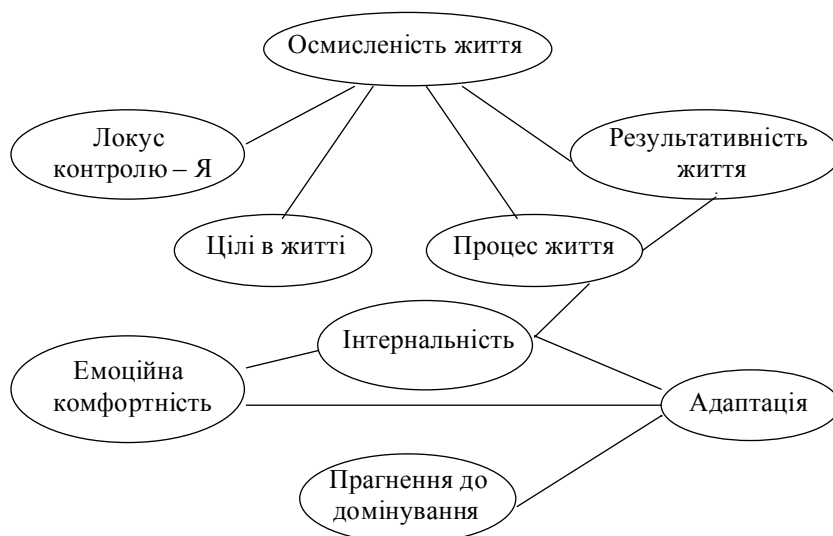 Осмисленість життя
Локус
контролю – Я
Результативність
життя
Цілі в житті
Процес життя
Інтернальність
Емоційна
комфортність
Адаптація
Прагнення до
домінування